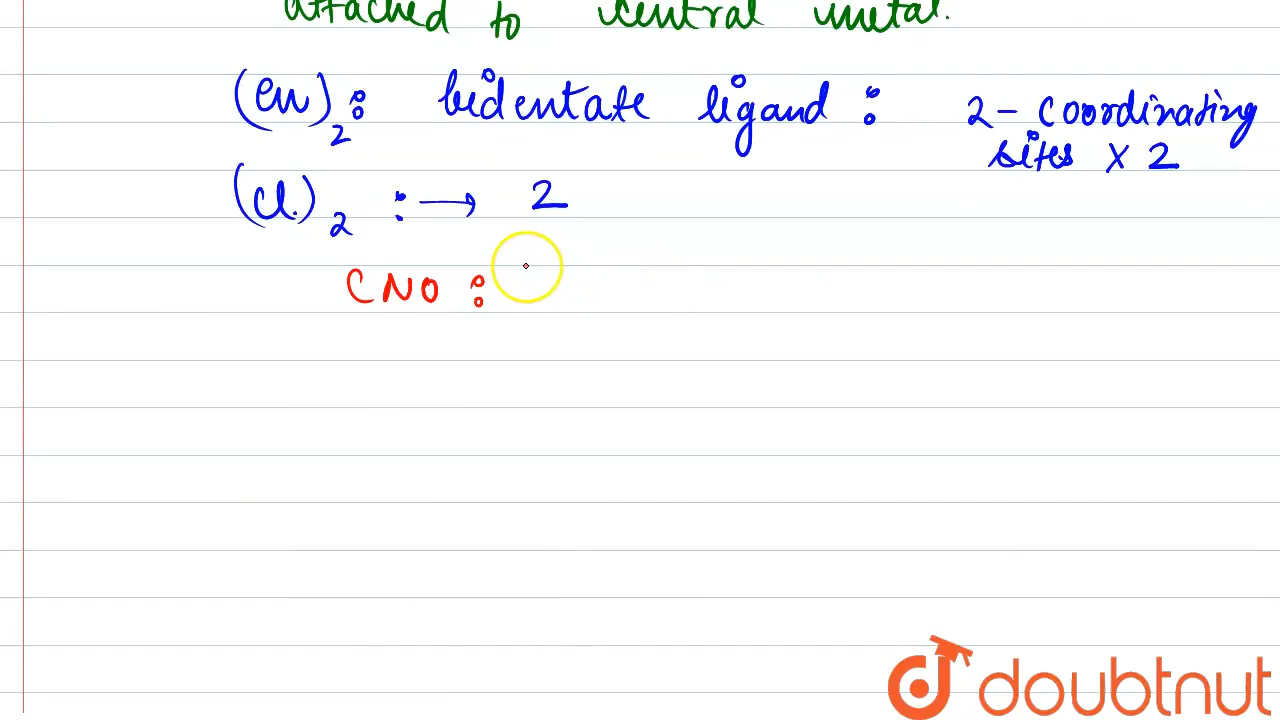 attached to central metal.
(en)2: bidentate ligand: 2 - coordinating
sites x 2
(Cl)2 :→ 2
CNO :
doubtnut